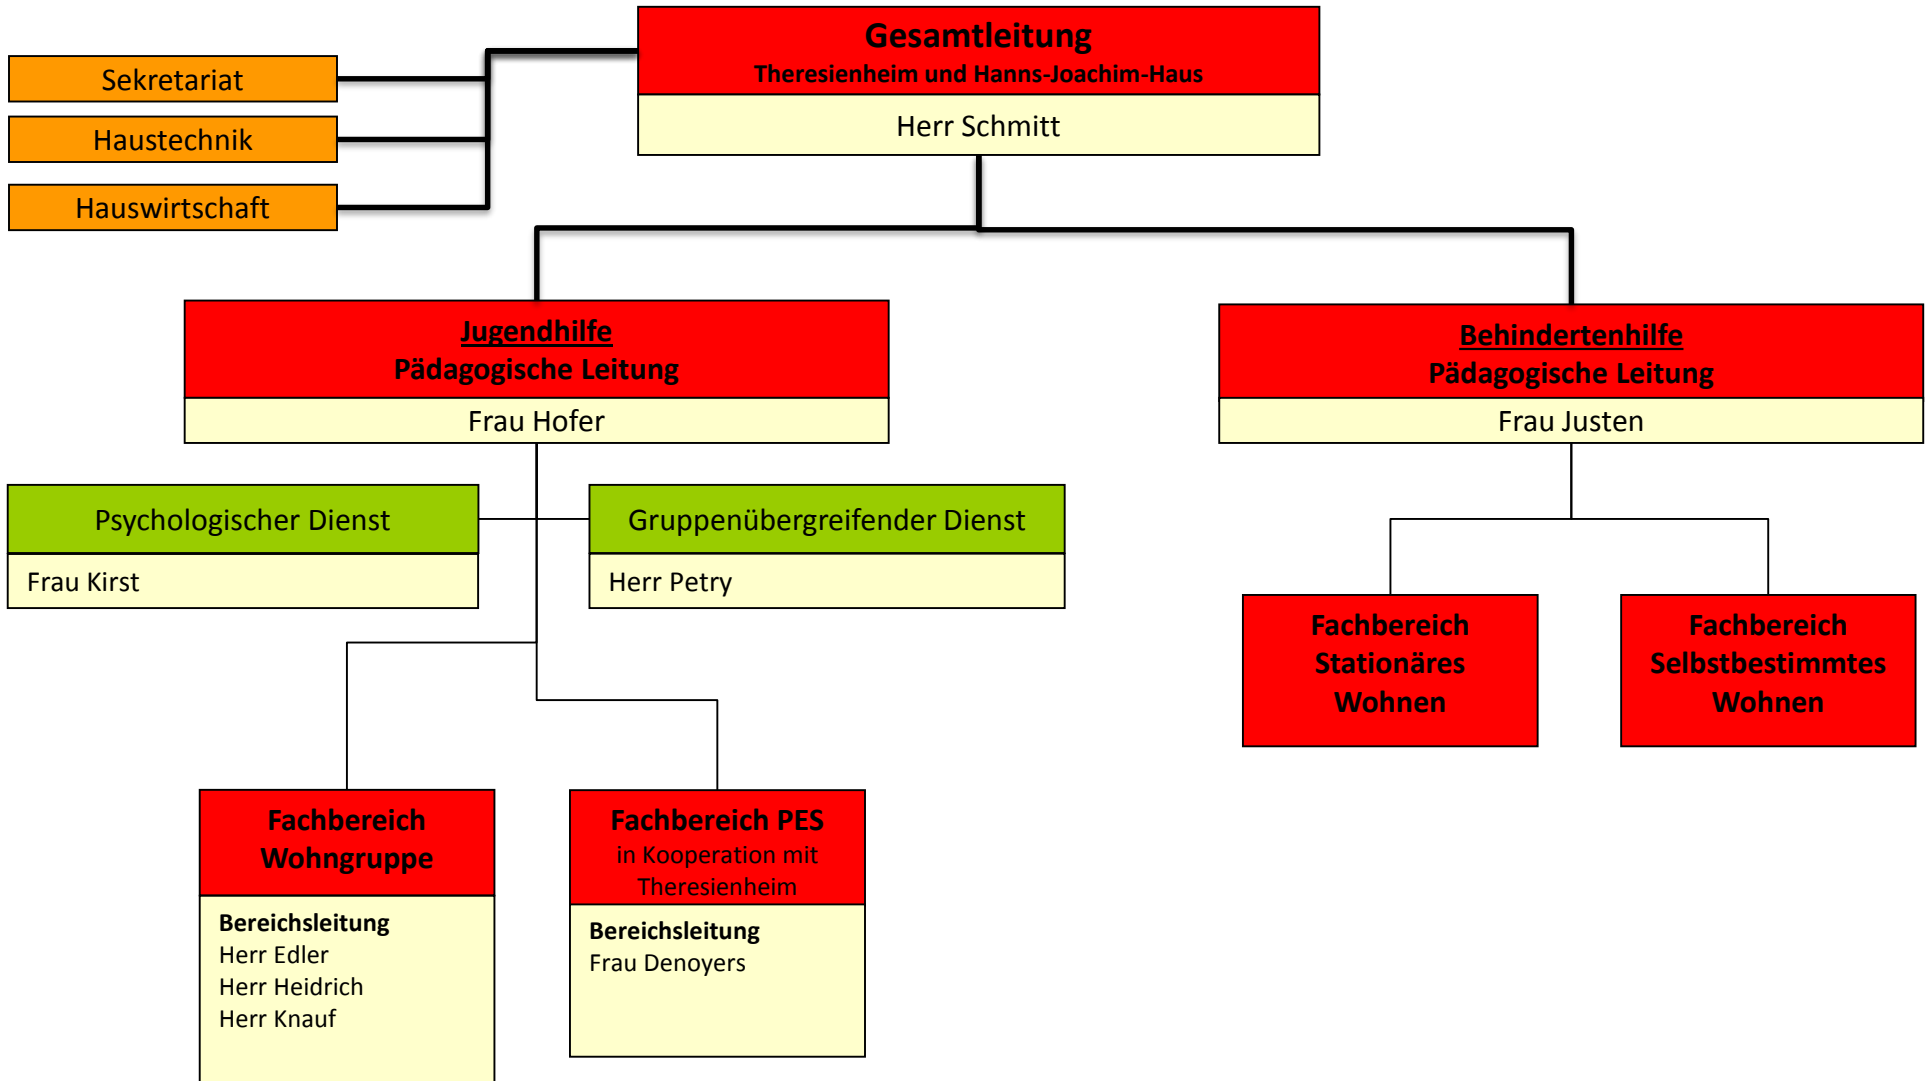 Gesamtleitung
Theresienheim und Hanns-Joachim-Haus
Herr Schmitt
Sekretariat
Haustechnik
Hauswirtschaft
Jugendhilfe
Pädagogische Leitung
Frau Hofer
Behindertenhilfe
Pädagogische Leitung
Frau Justen
Psychologischer Dienst
Frau Kirst
Gruppenübergreifender Dienst
Herr Petry
Fachbereich
Stationäres
Wohnen
Fachbereich
Selbstbestimmtes
Wohnen
Fachbereich
Wohngruppe
Bereichsleitung
Herr Edler
Herr Heidrich
Herr Knauf
Fachbereich PES
in Kooperation mit
Theresienheim
Bereichsleitung
Frau Denoyers